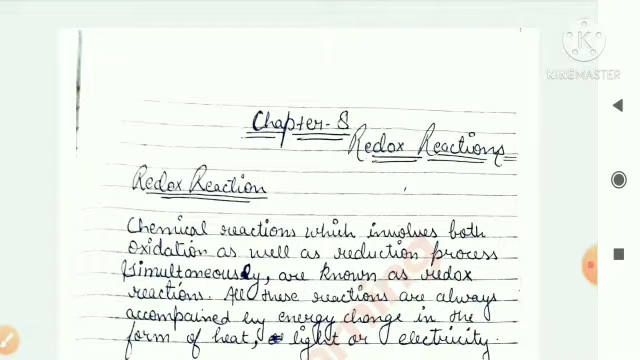 KINEMASTER
Chapter-8
Redox Reactions
Redox Reaction
Chemical reactions which involves both
oxidation as well as reduction process
simultaneously, are known as redox
reactions. All these reactions are always
accompained by energy change in the
form of heat, light or electricity.